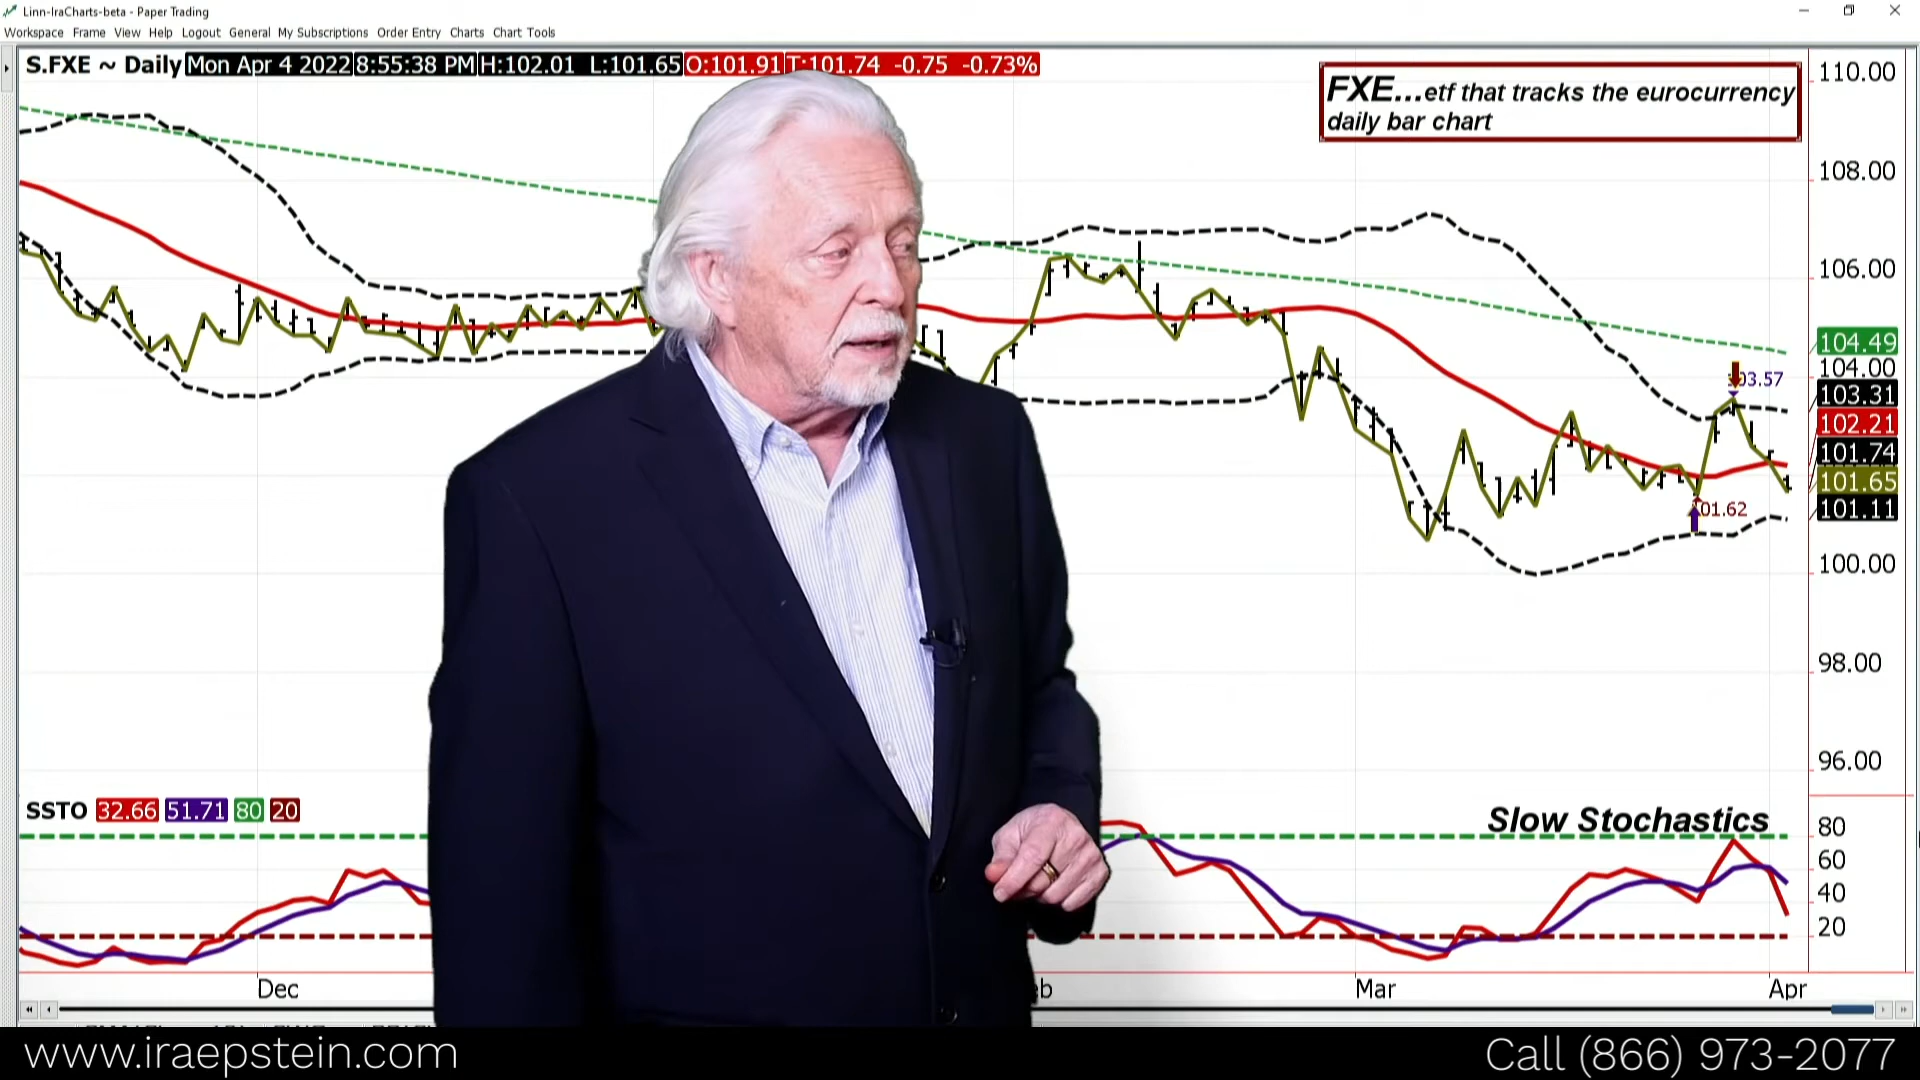 Linn-IraCharts-beta - Paper Trading
Workspace Frame View Help Logout General My Subscriptions Order Entry Charts Chart Tools
S.FXE ~ Daily Mon Apr 4 2022 8:55:38 PM H:102.01 L:101.65 O:101.91 T:101.74 -0.75 -0.73%
FXE...etf that tracks the eurocurrency
daily bar chart
110.00
108.00
106.00
104.49
104.00
103.57
103.31
102.21
101.74
101.65
101.11
101.62
100.00
98.00
96.00
SSTO 32.66 51.71 80 20
Slow Stochastics
80
60
40
20
Dec
Mar
Apr
www.iraepstein.com
Call (866) 973-2077